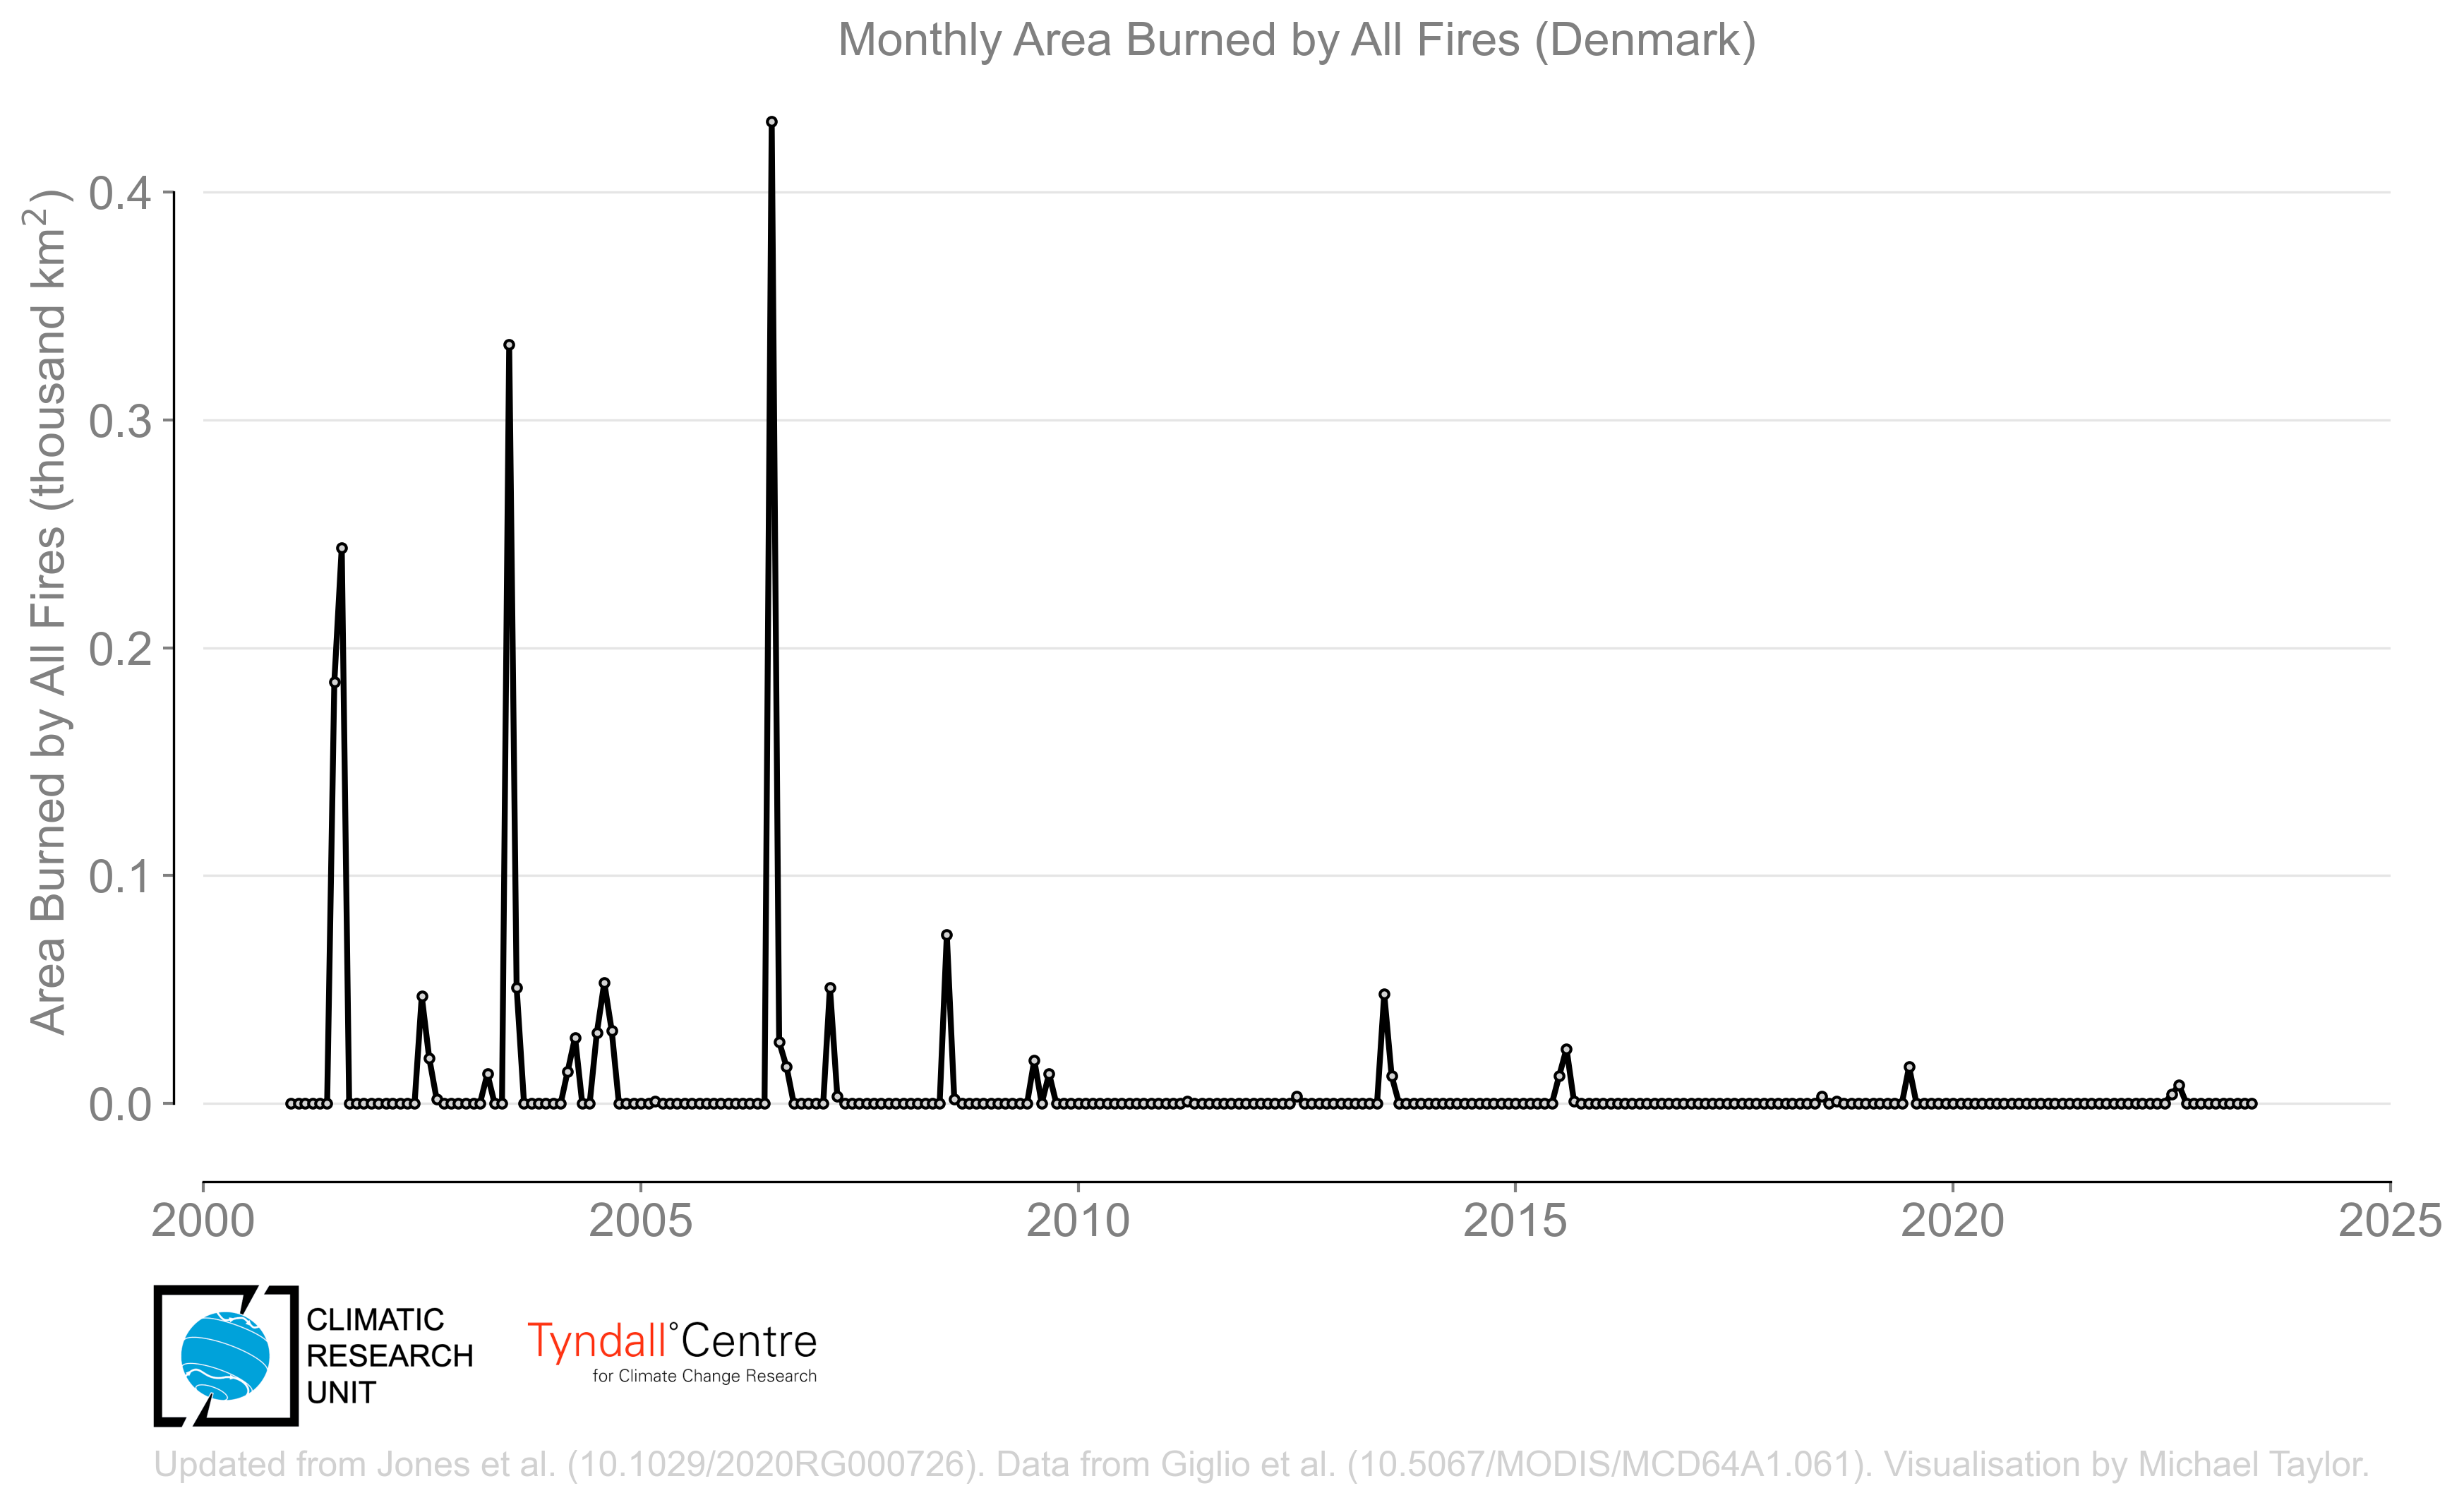 Monthly Area Burned by All Fires (Denmark)
Area Burned by All Fires (thousand km²)
0.4
0.3
0.2
0.1
0.0
2000 2005 2010 2015 2020 2025
CLIMATIC
RESEARCH
UNIT
Tyndall°Centre
for Climate Change Research
Updated from Jones et al. (10.1029/2020RG000726). Data from Giglio et al. (10.5067/MODIS/MCD64A1.061). Visualisation by Michael Taylor.